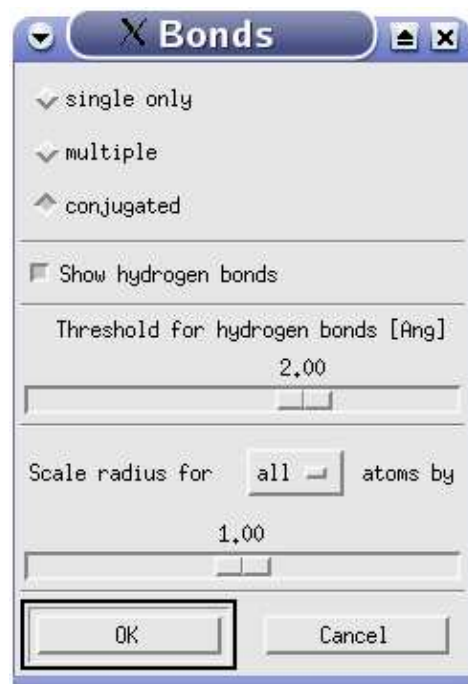 X Bonds
single only
multiple
conjugated
Show hydrogen bonds
Threshold for hydrogen bonds [Ang]
2.00
Scale radius for all atoms by
1.00
OK Cancel